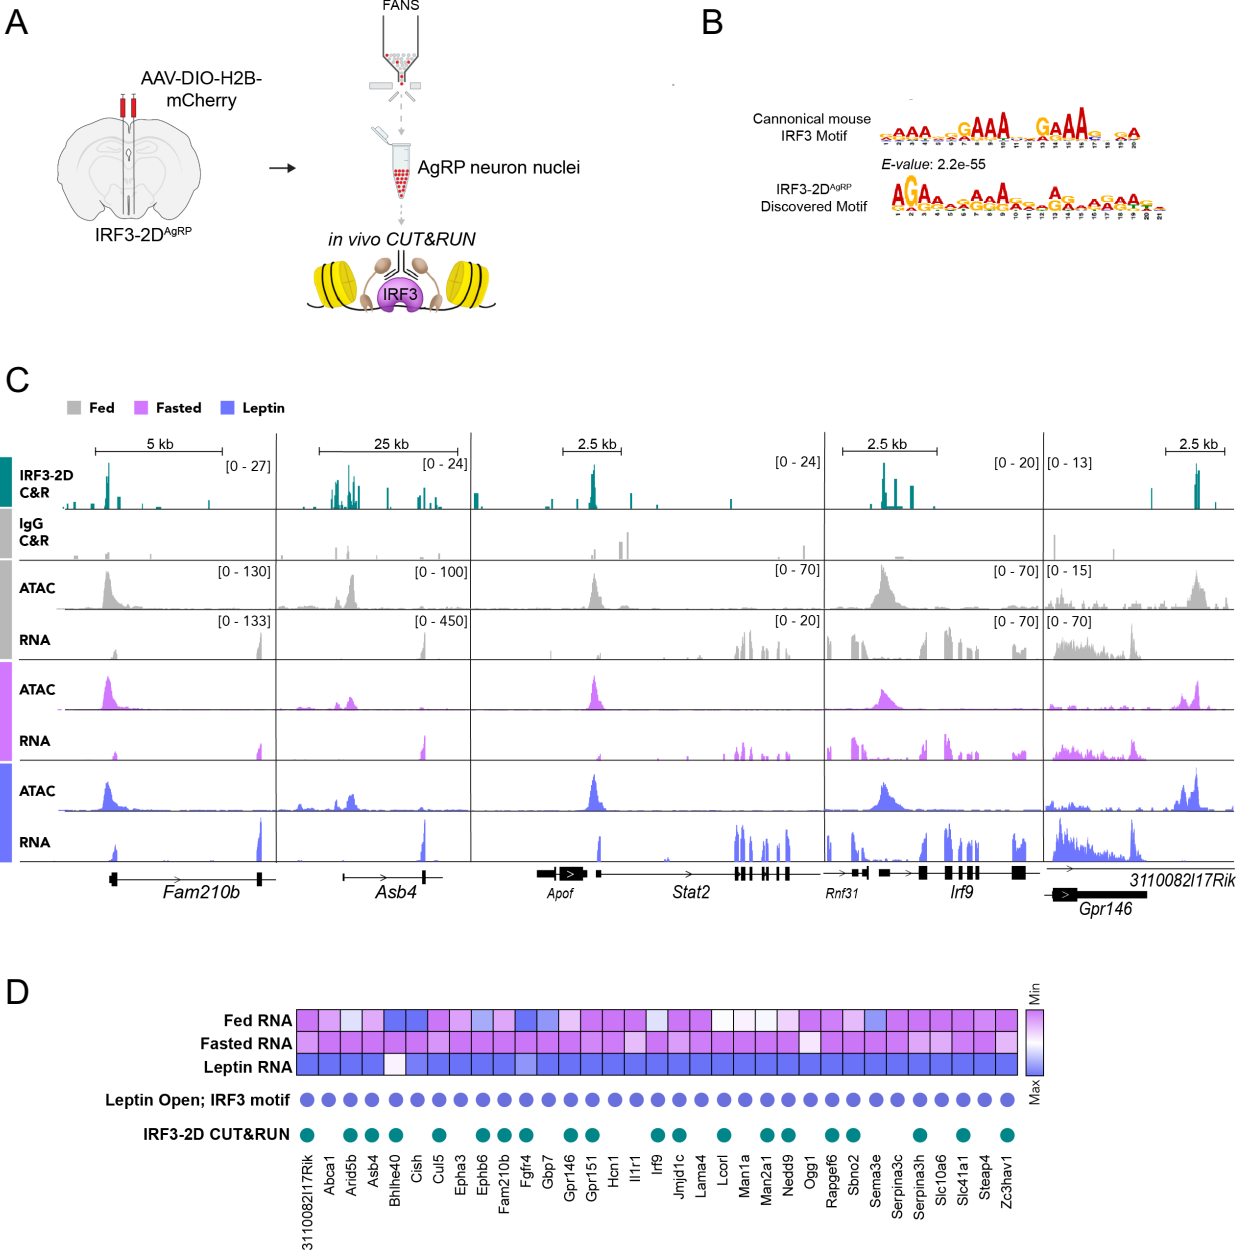 A
FANS
AAV-DIO-H2B-
mCherry
AgRP neuron nuclei
IRF3-2DAgRP
in vivo CUT&RUN
IRF3
B
Cannonical mouse
IRF3 Motif
E-value: 2.2e-55
IRF3-2DAgRP
Discovered Motif
C
Fed Fasted Leptin
5 kb 25 kb 2.5 kb 2.5 kb 2.5 kb
IRF3-2D
C&R
[0 - 27] [0 - 24] [0 - 24] [0 - 20] [0 - 13]
IgG
C&R
ATAC
[0 - 130] [0 - 100] [0 - 70] [0 - 70] [0 - 15]
RNA
[0 - 133] [0 - 450] [0 - 20] [0 - 70] [0 - 70]
ATAC
RNA
ATAC
RNA
Fam210b Asb4 Apof Stat2 Rnf31 Irf9 3110082I17Rik
Gpr146
D
Fed RNA
Fasted RNA
Leptin RNA
Min
Max
Leptin Open; IRF3 motif
IRF3-2D CUT&RUN
3110082I17Rik
Abca1
Arid5b
Asb4
Bhlhe40
Cish
Cul5
Epha3
Ephb6
Fam210b
Fgfr4
Gbp7
Gpr146
Gpr151
Hcn1
Il1r1
Irf9
Jmjd1c
Lama4
Lcorl
Man1a
Man2a1
Nedd9
Ogg1
Rapgef6
Sbno2
Sema3e
Serpina3c
Serpina3h
Slc10a6
Slc41a1
Steap4
Zc3hav1